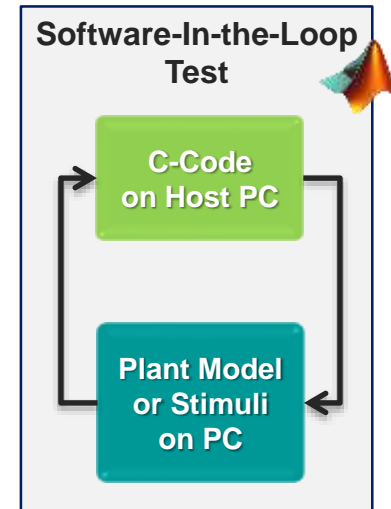 Software-In-the-Loop
Test
C-Code
on Host PC
Plant Model
or Stimuli
on PC